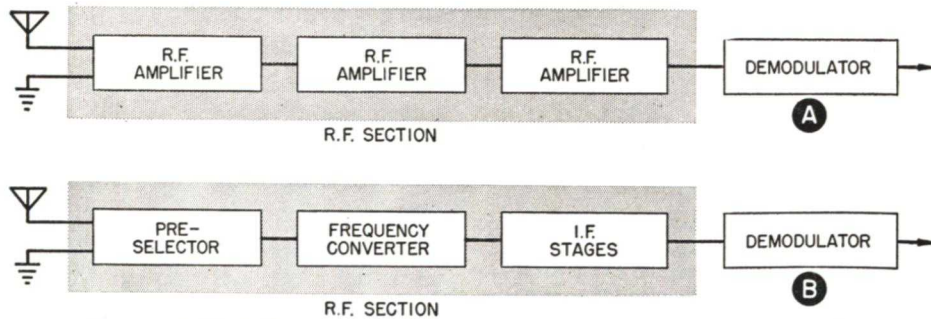 R.F.
AMPLIFIER
R.F.
AMPLIFIER
R.F.
AMPLIFIER
DEMODULATOR
A
R.F. SECTION
PRE-
SELECTOR
FREQUENCY
CONVERTER
I.F.
STAGES
DEMODULATOR
B
R.F. SECTION